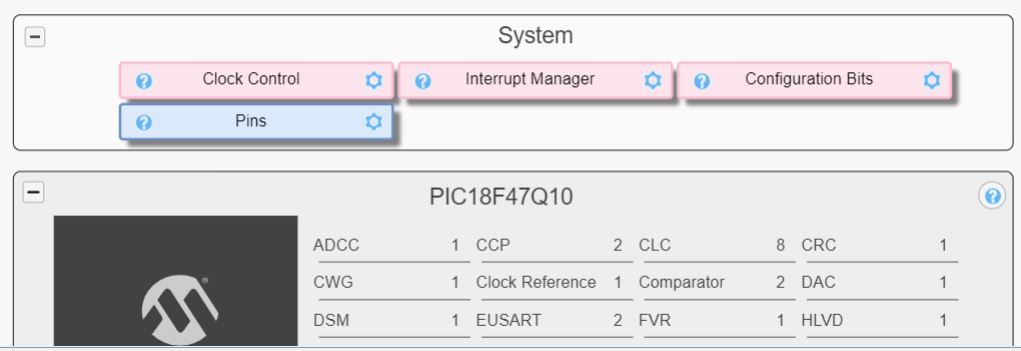 System
Clock Control Interrupt Manager Configuration Bits
Pins
PIC18F47Q10
ADCC 1 CCP 2 CLC 8 CRC 1
CWG 1 Clock Reference 1 Comparator 2 DAC 1
DSM 1 EUSART 2 FVR 1 HLVD 1